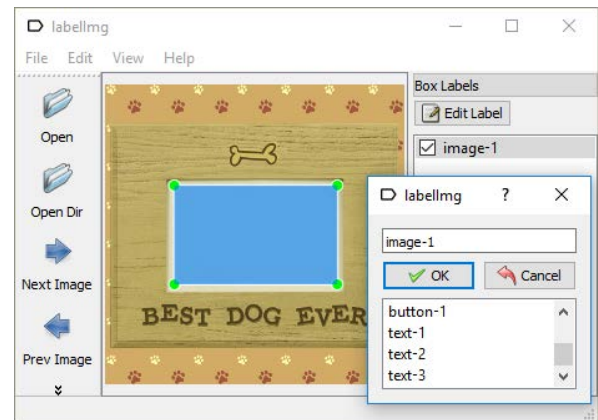 labelImg
File Edit View Help
Open
Open Dir
Next Image
Prev Image
BEST DOG EVER
Box Labels
Edit Label
image-1
labelImg ?
image-1
OK Cancel
button-1
text-1
text-2
text-3